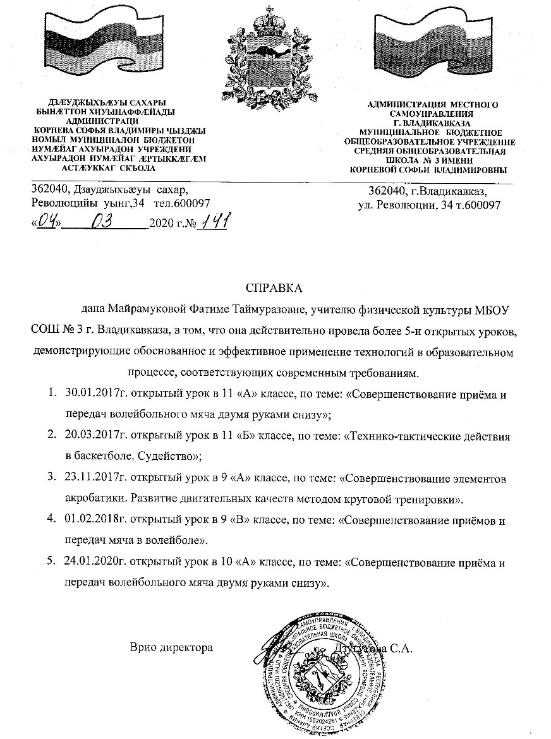 ДЗÆУДЖЫХЪÆУЫ САХАРЫ
БЫНÆТТОН ХИУЫНАФФÆЙАДЫ
АДМИНИСТРАЦИ
КОРНЕВА СОФЬЯ ВЛАДИМИРЫ ЧЫЗДЖЫ
НОМЫЛ МУНИЦИПАЛОН БЮДЖЕТОН
ИУМÆЙАГ АХУЫРАДОН УЧРЕЖДЕНИ
АХУЫРАДОН ИУМÆЙАГ ÆРТЫККÆГÆМ
АСТÆУККАГ СКЪОЛА
362040, Дзауджыхъæуы сахар,
Революцийы уынг,34 тел.600097
«04» 03 2020 г.№ 141
АДМИНИСТРАЦИЯ МЕСТНОГО
САМОУПРАВЛЕНИЯ
Г. ВЛАДИКАВКАЗА
МУНИЦИПАЛЬНОЕ БЮДЖЕТНОЕ
ОБЩЕОБРАЗОВАТЕЛЬНОЕ УЧРЕЖДЕНИЕ
СРЕДНЯЯ ОБЩЕОБРАЗОВАТЕЛЬНАЯ
ШКОЛА № 3 ИМЕНИ
КОРНЕВОЙ СОФЬИ ВЛАДИМИРОВНЫ
362040, г.Владикавказ,
ул. Революции, 34 т.600097
СПРАВКА
дана Майрамуковой Фатиме Таймуразовне, учителю физической культуры МБОУ
СОШ № 3 г. Владикавказа, в том, что она действительно провела более 5-и открытых уроков,
демонстрирующие обоснованное и эффективное применение технологий в образовательном
процессе, соответствующих современным требованиям.
1. 30.01.2017г. открытый урок в 11 «А» классе, по теме: «Совершенствование приёма и
передач волейбольного мяча двумя руками снизу»;
2. 20.03.2017г. открытый урок в 11 «Б» классе, по теме: «Технико-тактические действия
в баскетболе. Судейство»;
3. 23.11.2017г. открытый урок в 9 «А» классе, по теме: «Совершенствование элементов
акробатики. Развитие двигательных качеств методом круговой тренировки».
4. 01.02.2018г. открытый урок в 9 «В» классе, по теме: «Совершенствование приёмов и
передач мяча в волейболе».
5. 24.01.2020г. открытый урок в 10 «А» классе, по теме: «Совершенствование приёма и
передач волейбольного мяча двумя руками снизу».
Врио директора С.А.